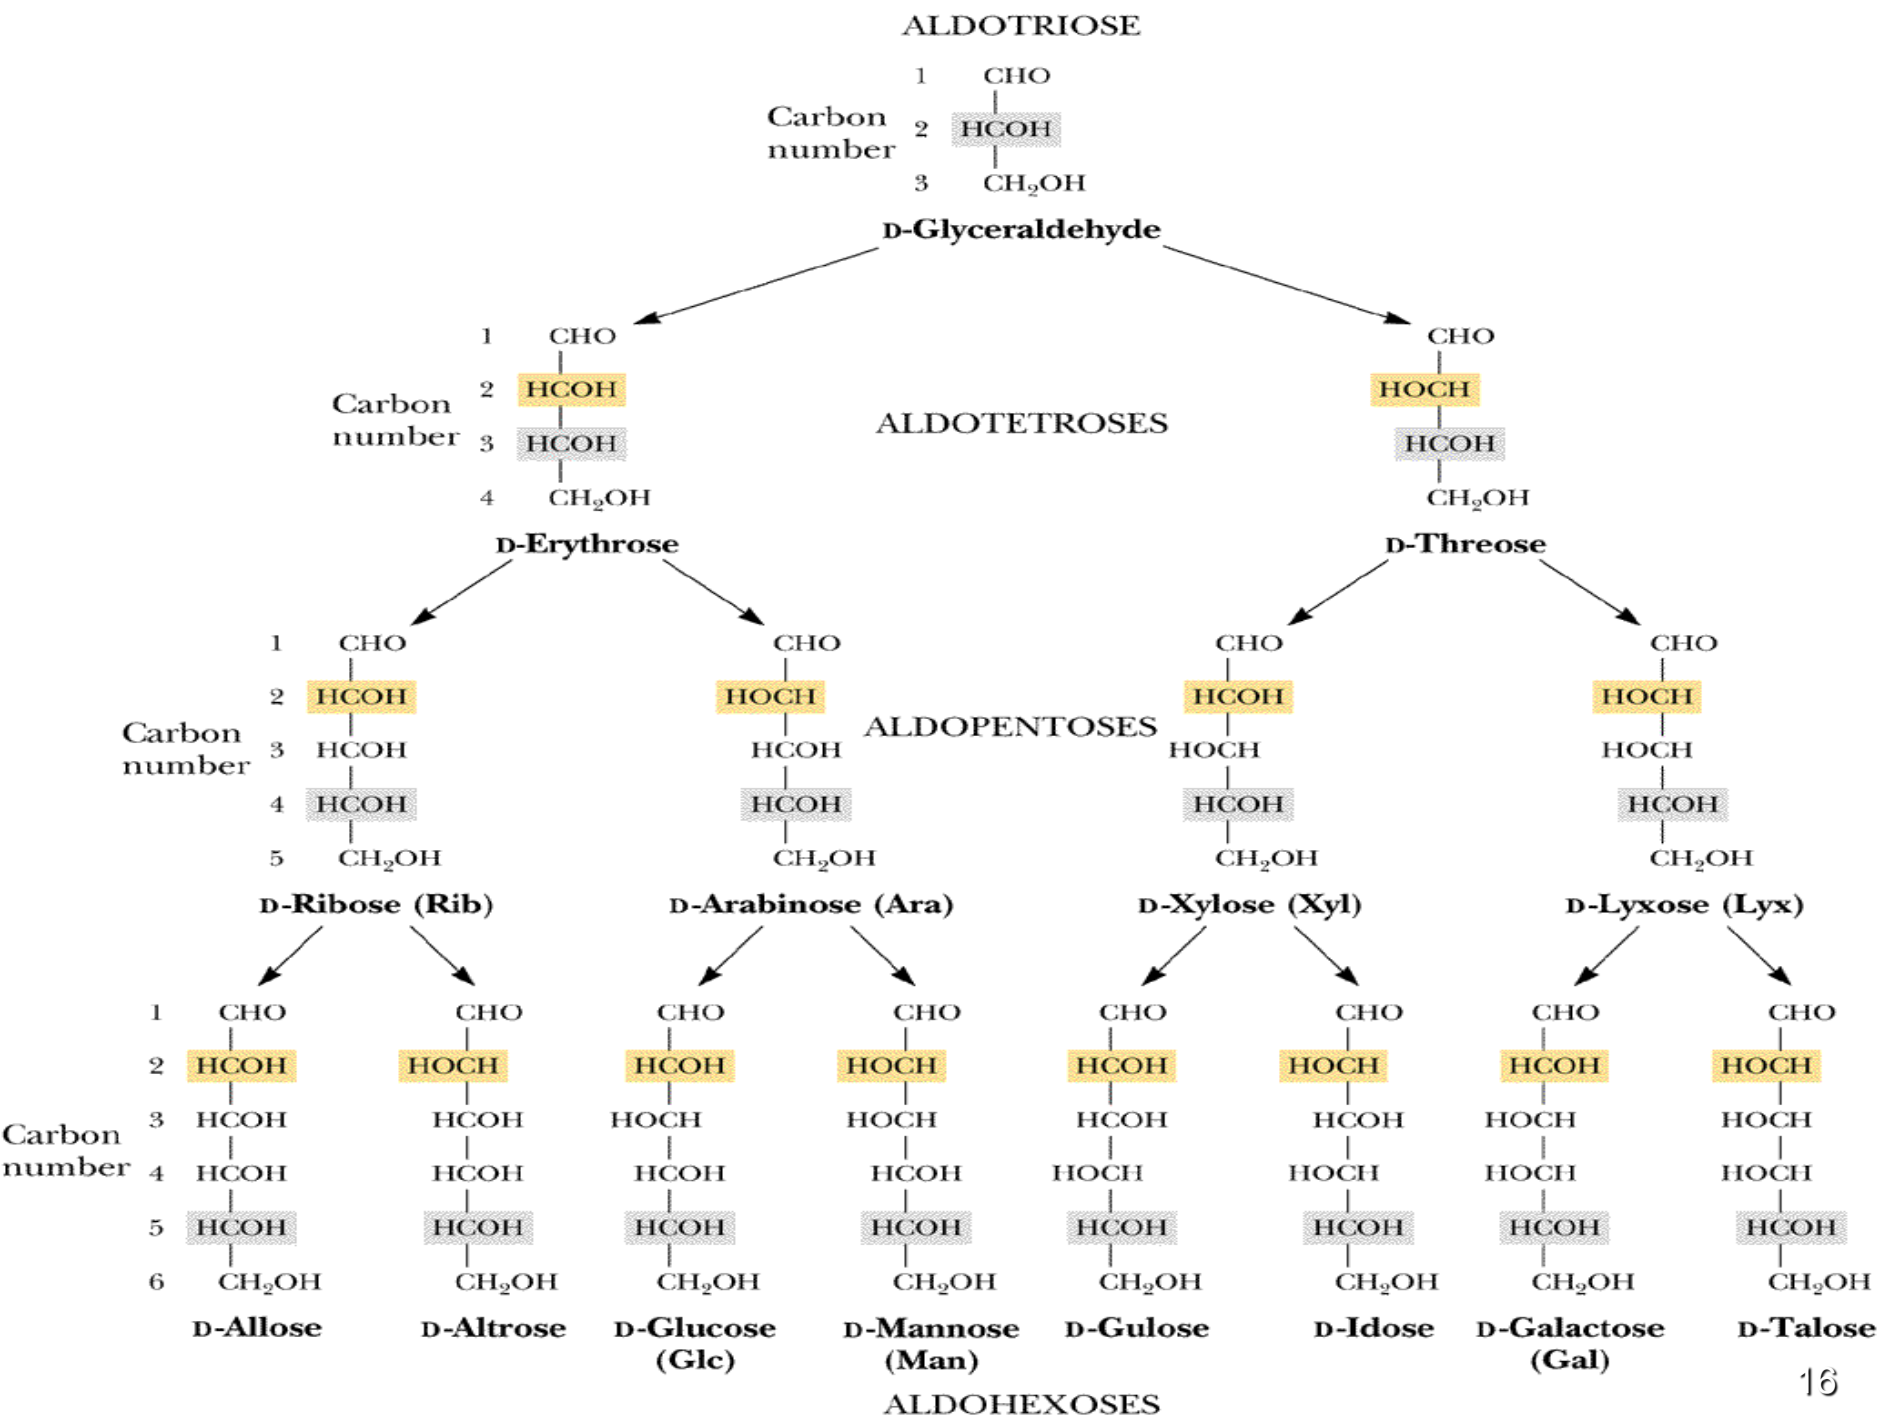 ALDOTRIOSE
1 CHO
Carbon number 2 HCOH
3 CH₂OH
D-Glyceraldehyde
1 CHO CHO
Carbon number 2 HCOH HOCH
ALDOTETROSES
3 HCOH HCOH
4 CH₂OH CH₂OH
D-Erythrose D-Threose
1 CHO CHO CHO CHO
2 HCOH HOCH HCOH HOCH
Carbon number ALDOPENTOSES
3 HCOH HCOH HOCH HOCH
4 HCOH HCOH HCOH HCOH
5 CH₂OH CH₂OH CH₂OH CH₂OH
D-Ribose (Rib) D-Arabinose (Ara) D-Xylose (Xyl) D-Lyxose (Lyx)
1 CHO CHO CHO CHO CHO CHO CHO CHO
2 HCOH HOCH HCOH HOCH HCOH HOCH HCOH HOCH
3 HCOH HCOH HOCH HOCH HCOH HCOH HOCH HOCH
Carbon number
4 HCOH HCOH HCOH HCOH HOCH HOCH HOCH HOCH
5 HCOH HCOH HCOH HCOH HCOH HCOH HCOH HCOH
6 CH₂OH CH₂OH CH₂OH CH₂OH CH₂OH CH₂OH CH₂OH CH₂OH
D-Allose D-Altrose D-Glucose D-Mannose D-Gulose D-Idose D-Galactose D-Talose
(Glc) (Man) (Gal)
16
ALDOHEXOSES